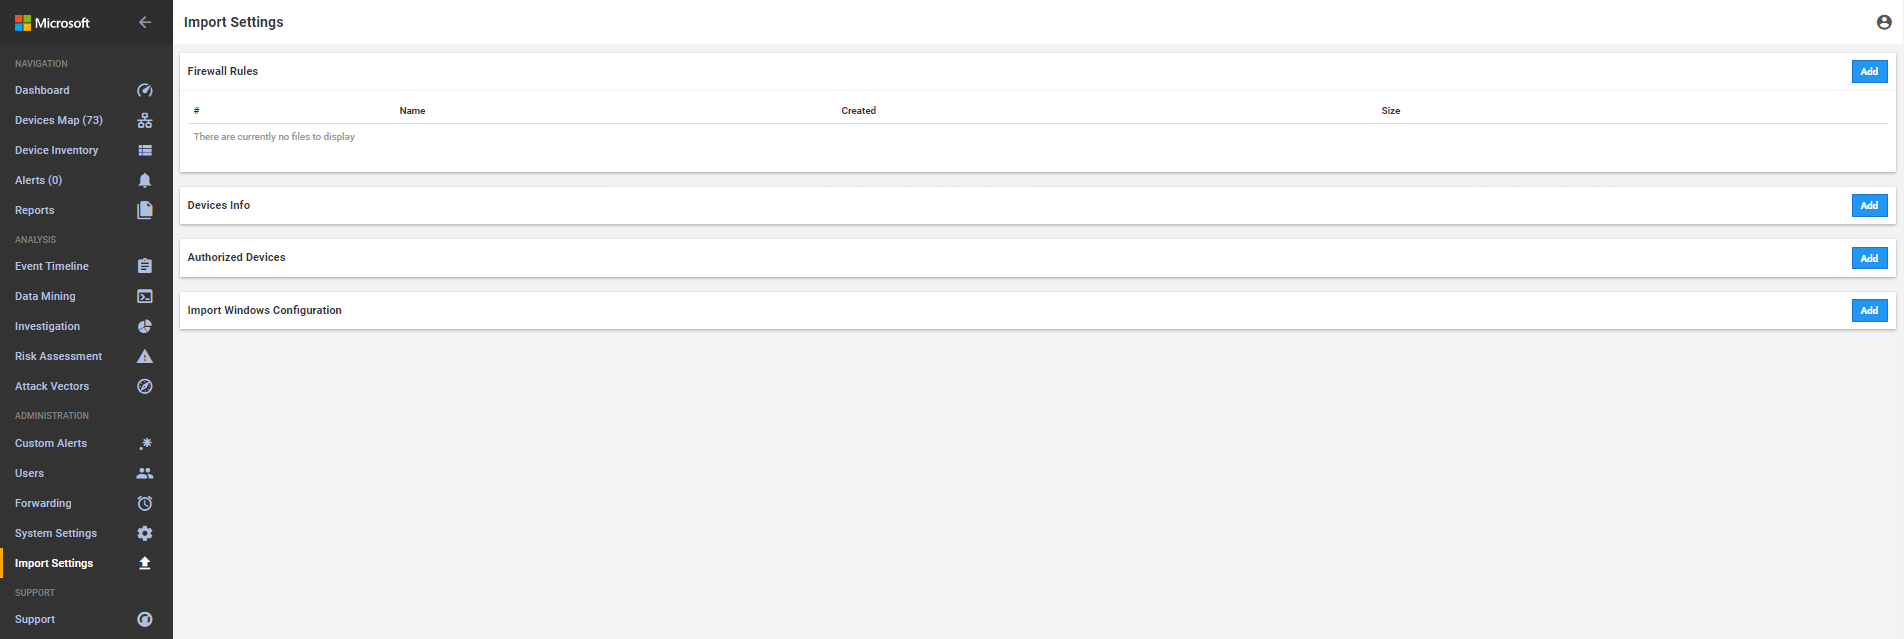 Microsoft
Import Settings
NAVIGATION
Dashboard
Devices Map (73)
Device Inventory
Alerts (0)
Reports
ANALYSIS
Event Timeline
Data Mining
Investigation
Risk Assessment
Attack Vectors
ADMINISTRATION
Custom Alerts
Users
Forwarding
System Settings
Import Settings
SUPPORT
Support
Firewall Rules
Add
# Name Created Size
There are currently no files to display
Devices Info
Add
Authorized Devices
Add
Import Windows Configuration
Add